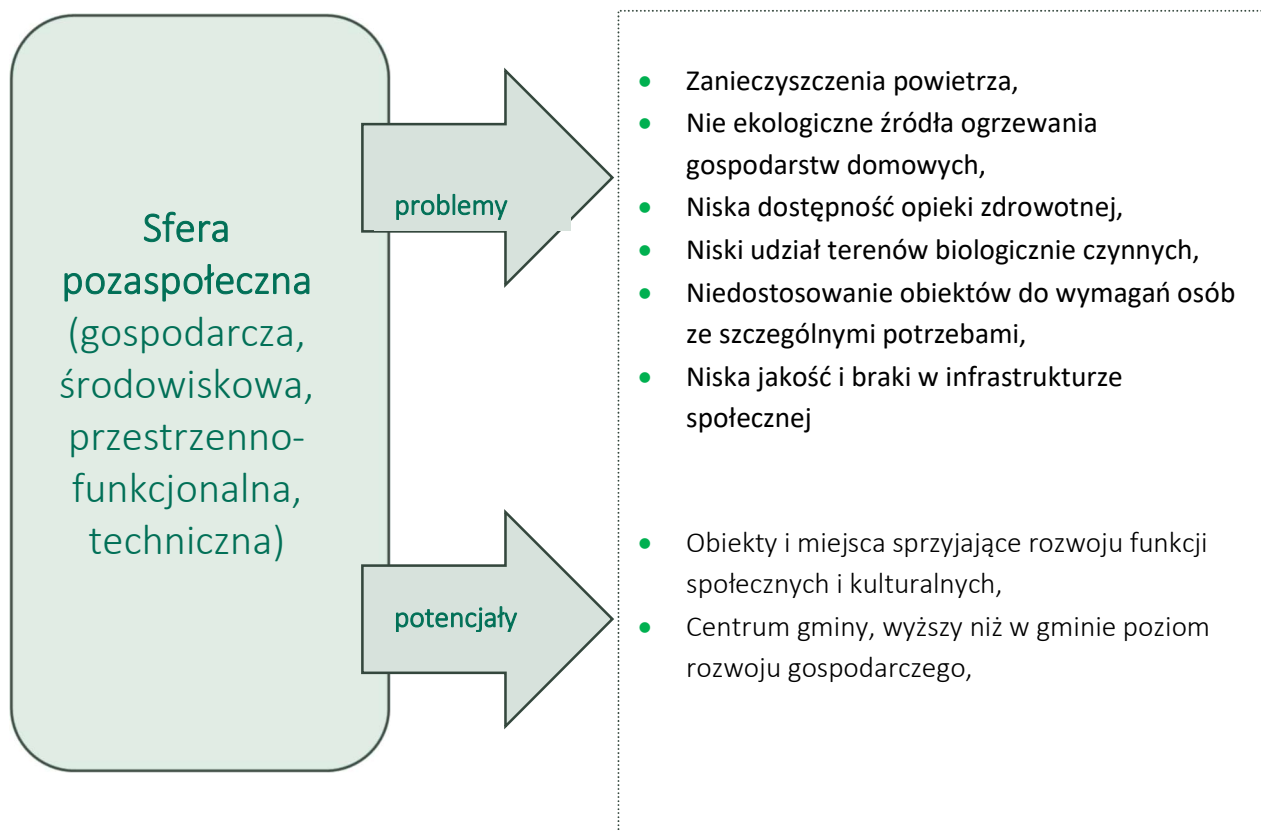 Sfera
pozaspołeczna
(gospodarcza,
środowiskowa,
przestrzenno-
funkcjonalna,
techniczna)
problemy
• Zanieczyszczenia powietrza,
• Nie ekologiczne źródła ogrzewania
gospodarstw domowych,
• Niska dostępność opieki zdrowotnej,
• Niski udział terenów biologicznie czynnych,
• Niedostosowanie obiektów do wymagań osób
ze szczególnymi potrzebami,
• Niska jakość i braki w infrastrukturze
społecznej
potencjały
• Obiekty i miejsca sprzyjające rozwoju funkcji
społecznych i kulturalnych,
• Centrum gminy, wyższy niż w gminie poziom
rozwoju gospodarczego,